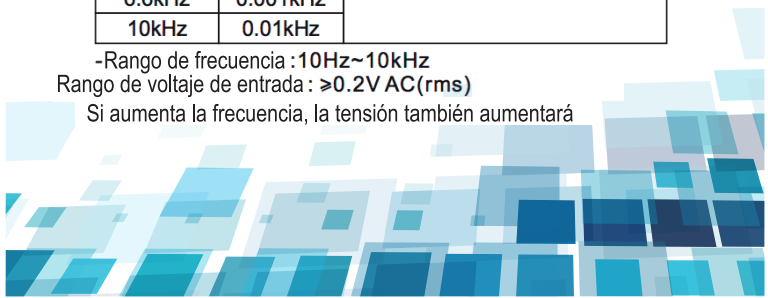 10kHz 0.01kHz
-Rango de frecuencia :10Hz~10kHz
Rango de voltaje de entrada: ≥0.2V AC(rms)
Si aumenta la frecuencia, la tensión también aumentará